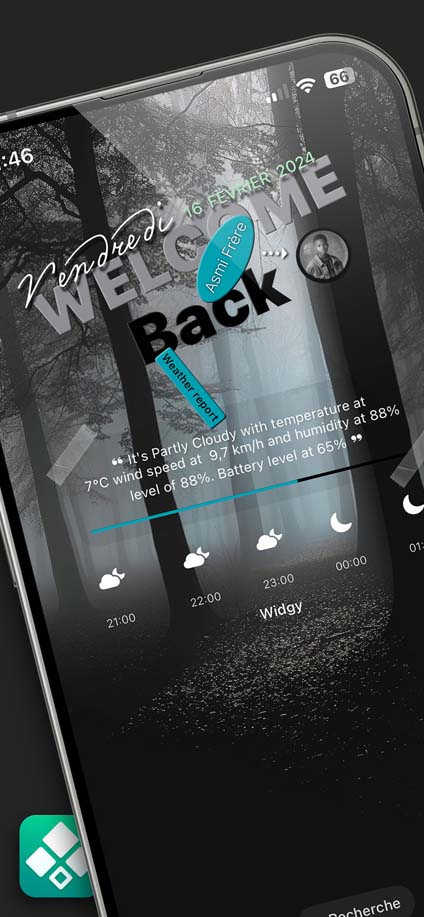 :46
66
Vendredi 16 FÉVRIER 2024
WELCOME
Asmi Frère
Back
Weather report
❝ It's Partly Cloudy with temperature at
7°C wind speed at 9,7 km/h and humidity at 88%
level of 88%. Battery level at 65% ❞
21:00 22:00 23:00 00:00 01:
Widgy
Recherche